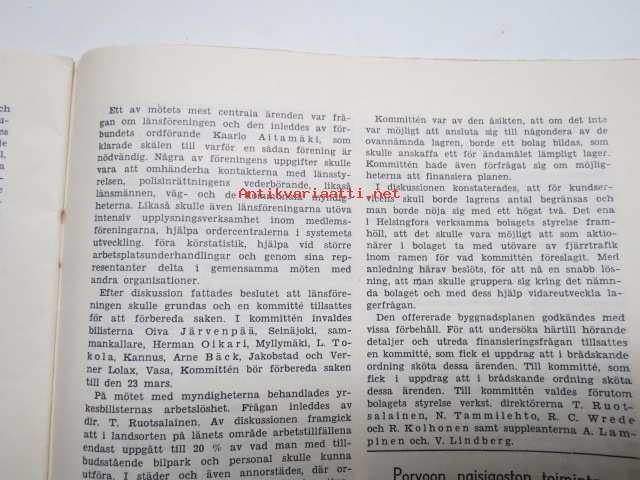 Ett av mötets mest centrala ärenden var frå-
gan om länsföreningen och den inleddes av för-
bundets ordförande Kaarlo Aitamäki, som
klarade skälen till varför en sådan förening är
nödvändig. Några av föreningens uppgifter skulle
vara att omhänderha kontakterna med länssty-
relsen, polisinrättningens vederbörande, likaså
länsmännen, väg- och de kommunens myndig-
heterna. Likaså skulle även länsföreningarna utöva
intensiv upplysningsverksamhet inom medlems-
föreningarna, hjälpa ordercentralerna i systemets
utveckling. föra körstatistik, hjälpa vid större
arbetsplatsunderhandlingar och genom sina rep-
resentanter delta i gemensamma möten med
andra organisationer.
Efter diskussion fattades beslutet att länsföre-
ningen skulle grundas och en kommitté tillsattes
för att förbereda saken. I kommittén invaldes
bilisterna Oiva Järvenpää, Seinäjoki, sam-
mankallare, Herman Oikari, Myllymäki, L. To-
kola, Kannus, Arne Bäck, Jakobstad och Ver-
ner Lolax, Vasa, Kommittén bör förbereda saken
till den 23 mars.
På mötet med myndigheterna behandlades yr-
kesbilisternas arbetslöshet. Frågan inleddes av
dir. T. Ruotsalainen. Av diskussionen framgick
att i landsorten på länets område arbetstillfällena
endast uppgått till 20 % av vad man med till-
budsstående bilpark och personal skulle kunna
utföra. I städer och även annorstädes, där or-
Kommittén var av den åsikten, att om det inte
var möjligt att ansluta sig till någondera av de
ovannämnda lagren, borde ett bolag bildas, som
skulle anskaffa ett för ändamålet lämpligt lager.
Kommittén hade även förfrågat sig om möjlig-
heterna att finansiera planen.
I diskussionen konstaterades, att för kundser-
vicens skull borde lagrens antal begränsas och
man borde nöja sig med ett högst två. Det ena
i Helsingfors verksamma bolagets styrelse fram-
höll, att det skulle vara möjligt att som aktio-
närer i bolaget ta med utövare av fjärrtrafik
inom ramen för vad kommittén föreslagit. Med
anledning härav beslöts, för att nå en snabb lös-
ning, att man skulle gruppera sig kring det nämn-
da bolaget och med dess hjälp vidareutveckla la-
gerfrågan.
Den offererade byggnadsplanen godkändes med
vissa förbehåll. För att undersöka härtill hörande
detaljer och utreda finansieringsfrågan tillsattes
en kommitté, som fick ei uppdrag att i brådskande
ordning sköta dessa ärenden. Till kommitté, som
fick i uppdrag att i brådskande ordning sköta
dessa ärenden. Till kommittén valdes förutom
bolagets styrelse verkst. direktörerna T. Ruot-
salainen, N. Tammilehto, R. C. Wrede
och R. Kolhonen samt suppleanterna A. Lam-
pinen och V. Lindberg.
Antikvariaatti.net